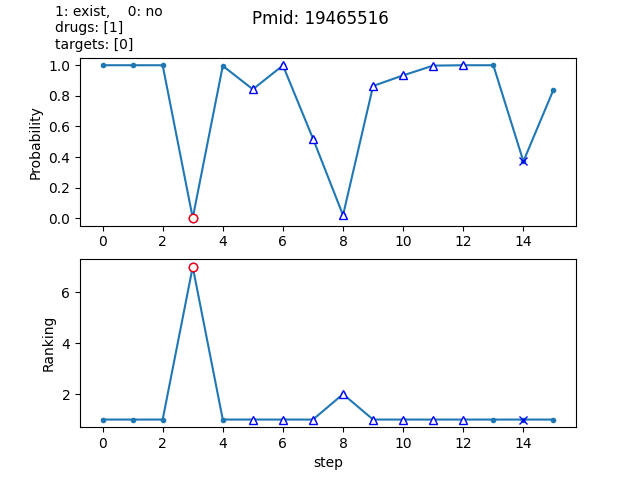 1: exist,    0: no
drugs: [1]
targets: [0]
Pmid: 19465516
1.0
0.8
0.6
0.4
0.2
0.0
Probability
0 2 4 6 8 10 12 14
6
4
2
Ranking
0 2 4 6 8 10 12 14
step